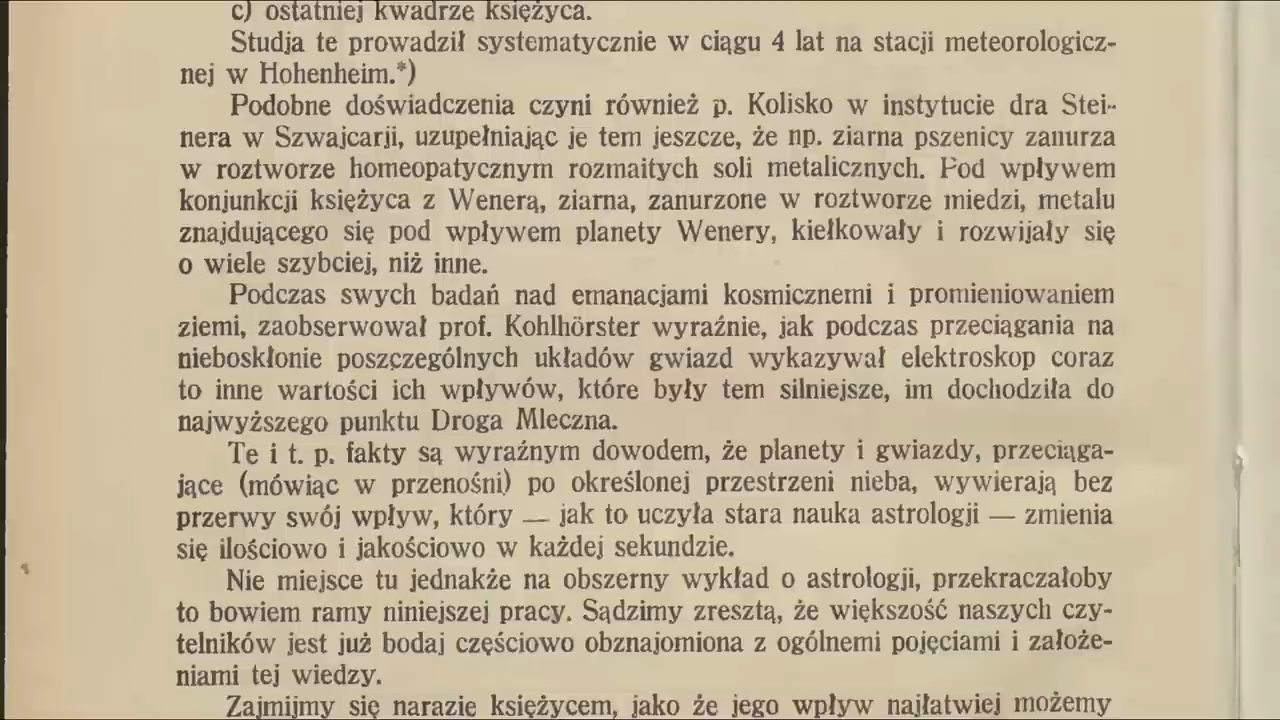 c) ostatniej kwadrze księżyca.
Studja te prowadził systematycznie w ciągu 4 lat na stacji meteorologicz-
nej w Hohenheim.*)
Podobne doświadczenia czyni również p. Kolisko w instytucie dra Stei-
nera w Szwajcarji, uzupełniając je tem jeszcze, że np. ziarna pszenicy zanurza
w roztworze homeopatycznym rozmaitych soli metalicznych. Pod wpływem
konjunkcji księżyca z Wenerą, ziarna, zanurzone w roztworze miedzi, metalu
znajdującego się pod wpływem planety Wenery, kiełkowały i rozwijały się
o wiele szybciej, niż inne.
Podczas swych badań nad emanacjami kosmicznemi i promieniowaniem
ziemi, zaobserwował prof. Kohlhörster wyraźnie, jak podczas przeciągania na
nieboskłonie poszczególnych układów gwiazd wykazywał elektroskop coraz
to inne wartości ich wpływów, które były tem silniejsze, im dochodziła do
najwyższego punktu Droga Mleczna.
Te i t. p. fakty są wyraźnym dowodem, że planety i gwiazdy, przeciąga-
jące (mówiąc w przenośni) po określonej przestrzeni nieba, wywierają bez
przerwy swój wpływ, który — jak to uczyła stara nauka astrologji — zmienia
się ilościowo i jakościowo w każdej sekundzie.
Nie miejsce tu jednakże na obszerny wykład o astrologji, przekraczałoby
to bowiem ramy niniejszej pracy. Sądzimy zresztą, że większość naszych czy-
telników jest już bodaj częściowo obznajomiona z ogólnemi pojęciami i założe-
niami tej wiedzy.
Zajmijmy się narazie księżycem, jako że jego wpływ najłatwiej możemy